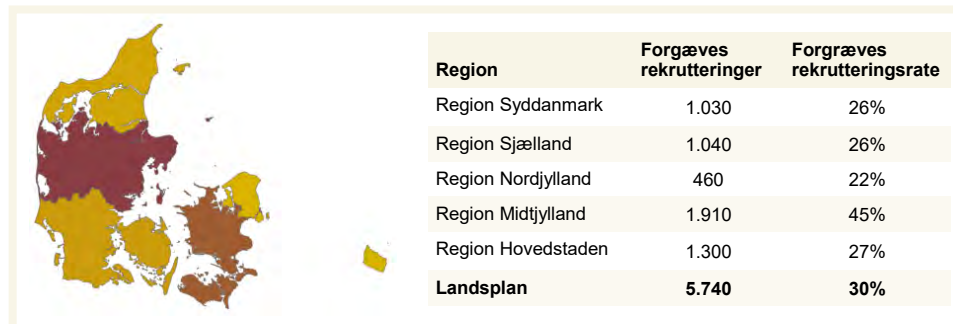 Region Forgæves rekrutteringer Forgræves rekrutteringsrate
Region Syddanmark 1.030 26%
Region Sjælland 1.040 26%
Region Nordjylland 460 22%
Region Midtjylland 1.910 45%
Region Hovedstaden 1.300 27%
Landsplan 5.740 30%